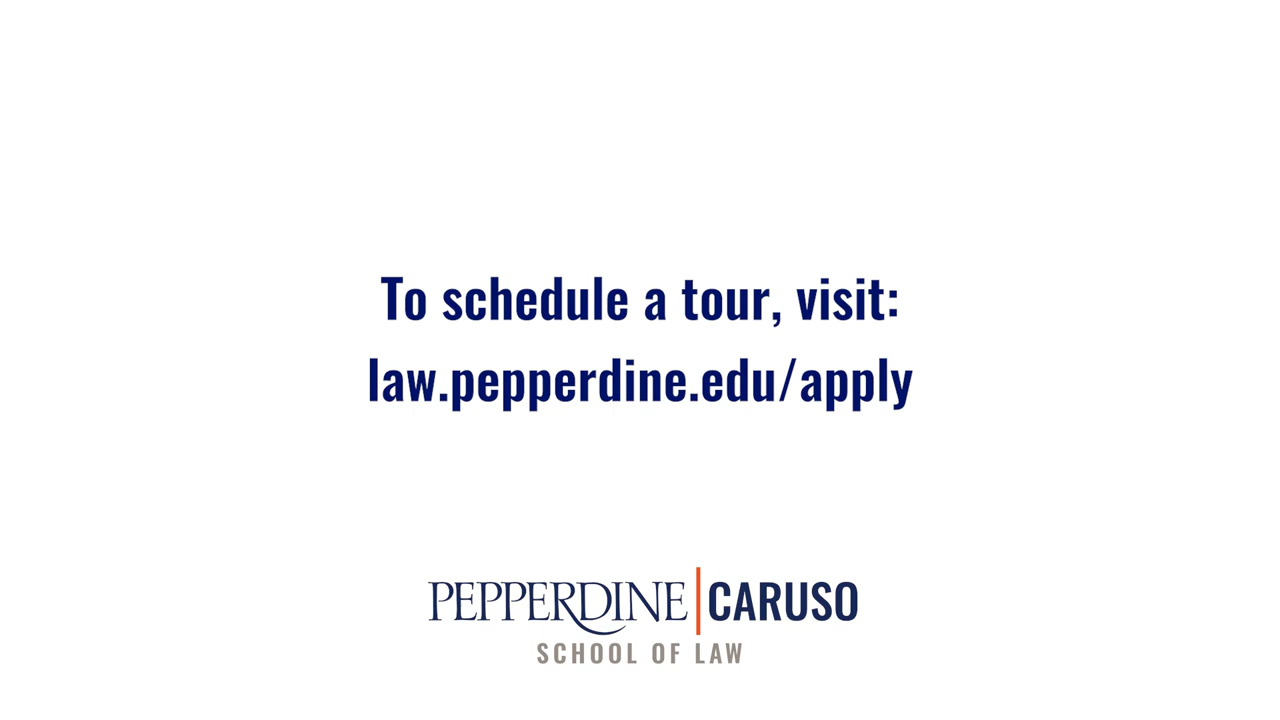 To schedule a tour, visit:
law.pepperdine.edu/apply
PEPPERDINE | CARUSO
SCHOOL OF LAW